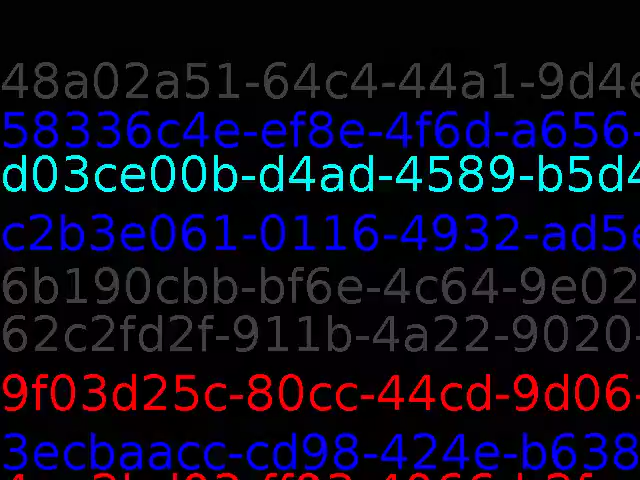 48a02a51-64c4-44a1-9d4e
58336c4e-ef8e-4f6d-a656-
d03ce00b-d4ad-4589-b5d4
c2b3e061-0116-4932-ad5e
6b190cbb-bf6e-4c64-9e02
62c2fd2f-911b-4a22-9020-
9f03d25c-80cc-44cd-9d06-
3ecbaacc-cd98-424e-b638